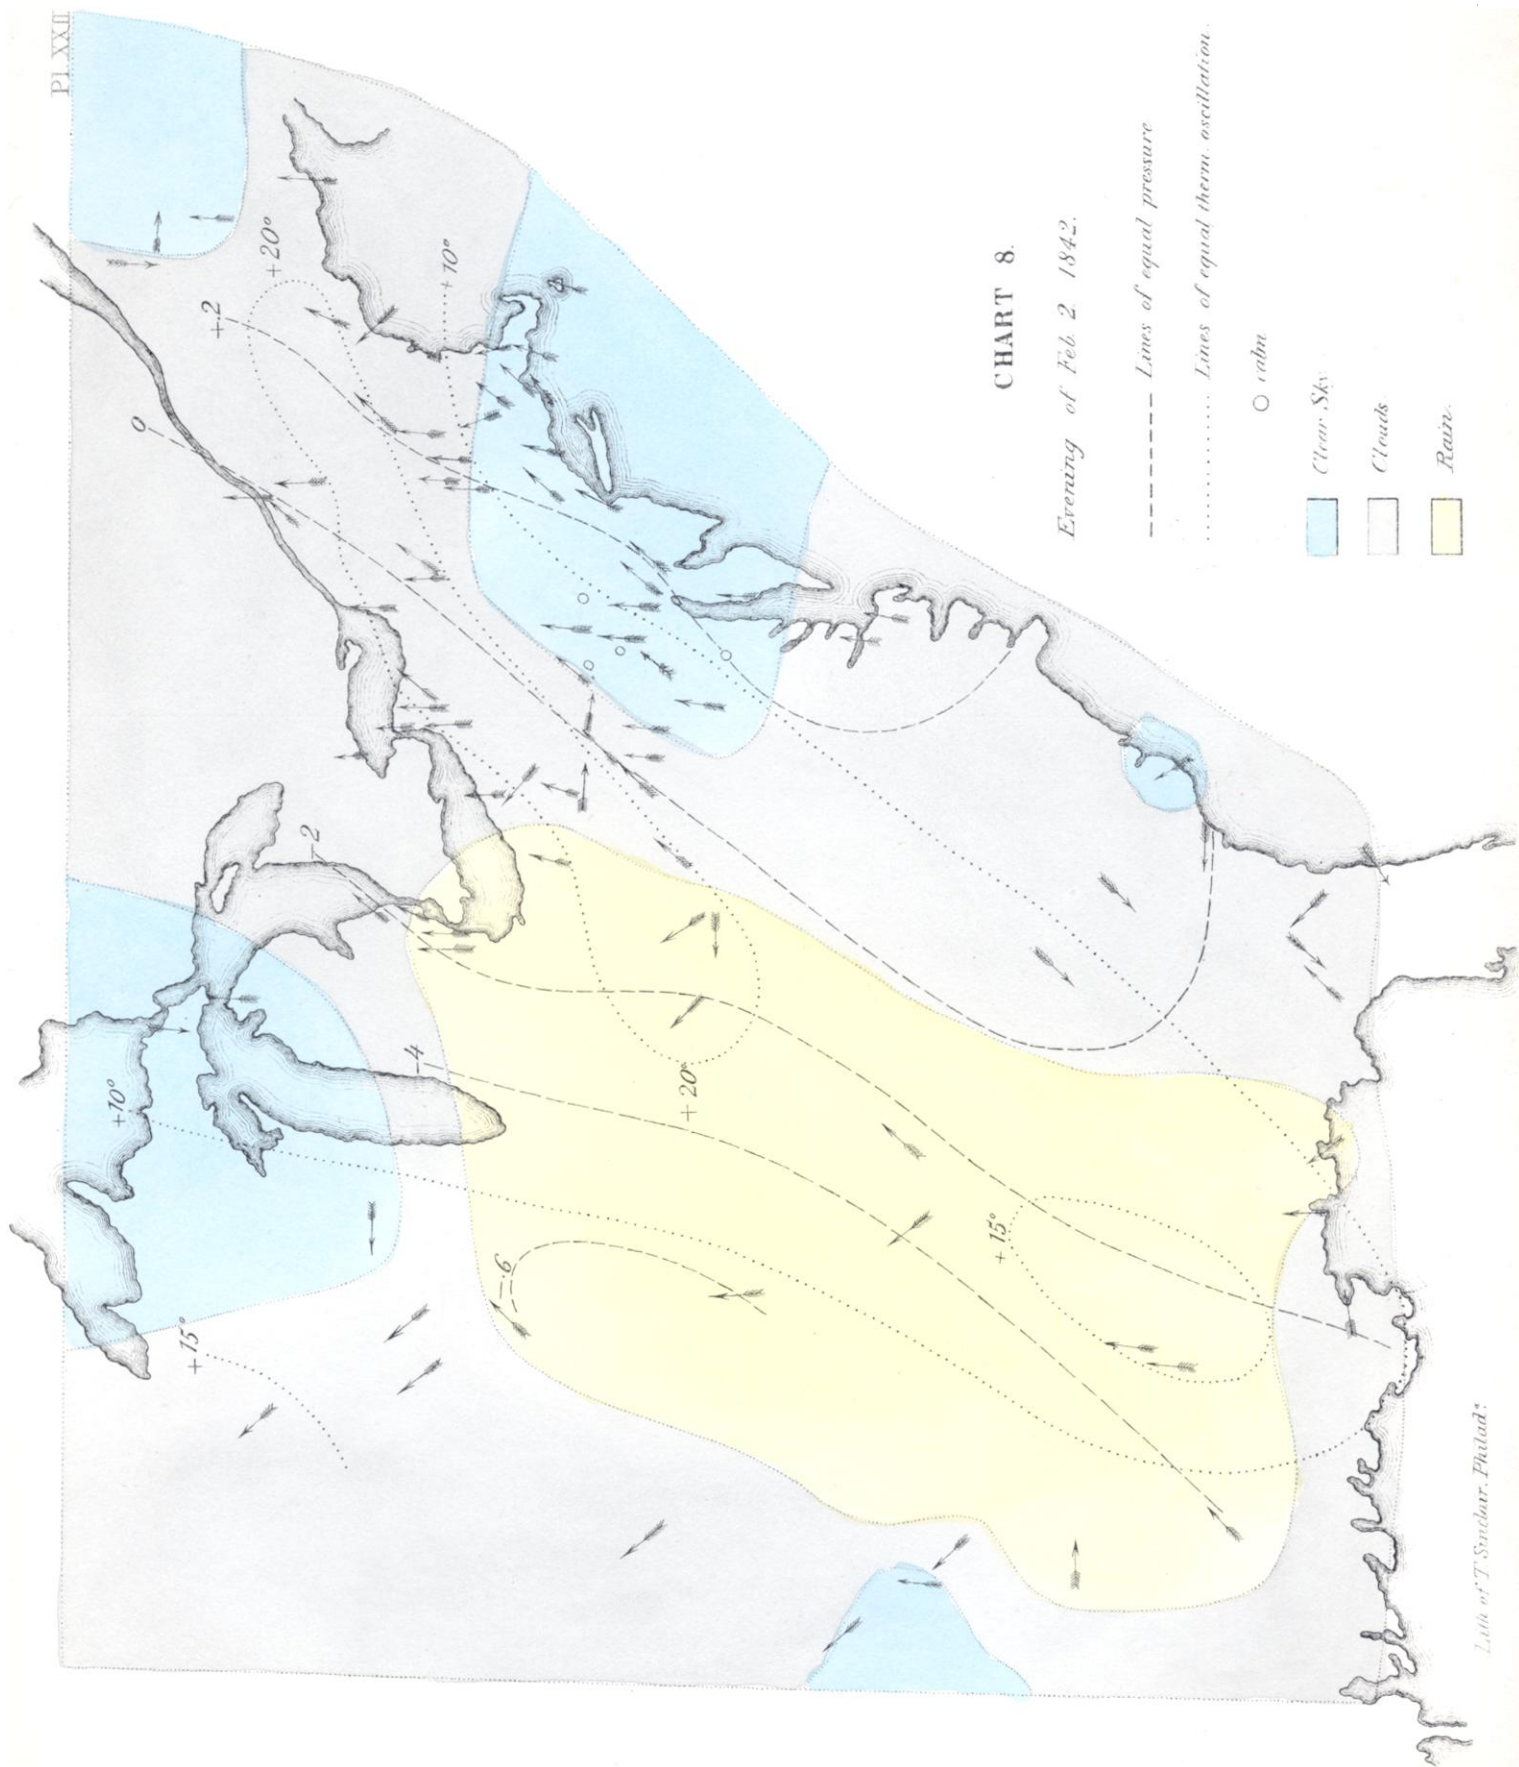 Pl. XXII
CHART 8.
Evening of Feb. 2. 1842.
Lines of equal pressure
Lines of equal therm. oscillation.
O calm
Clear Sky.
Clouds
Rain.
+20°
+2
+10°
0
-2
-4
+10°
+20°
-6
+15°
+15°
Lith of T. Sinclair. Philadª.